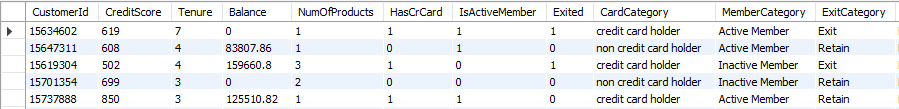 CustomerId CreditScore Tenure Balance NumOfProducts HasCrCard IsActiveMember Exited CardCategory MemberCategory ExitCategory
15634602 619 7 0 1 1 1 1 credit card holder Active Member Exit
15647311 608 4 83807.86 1 0 1 0 non credit card holder Active Member Retain
15619304 502 4 159660.8 3 1 0 1 credit card holder Inactive Member Exit
15701354 699 3 0 2 0 0 0 non credit card holder Inactive Member Retain
15737888 850 3 125510.82 1 1 1 0 credit card holder Active Member Retain